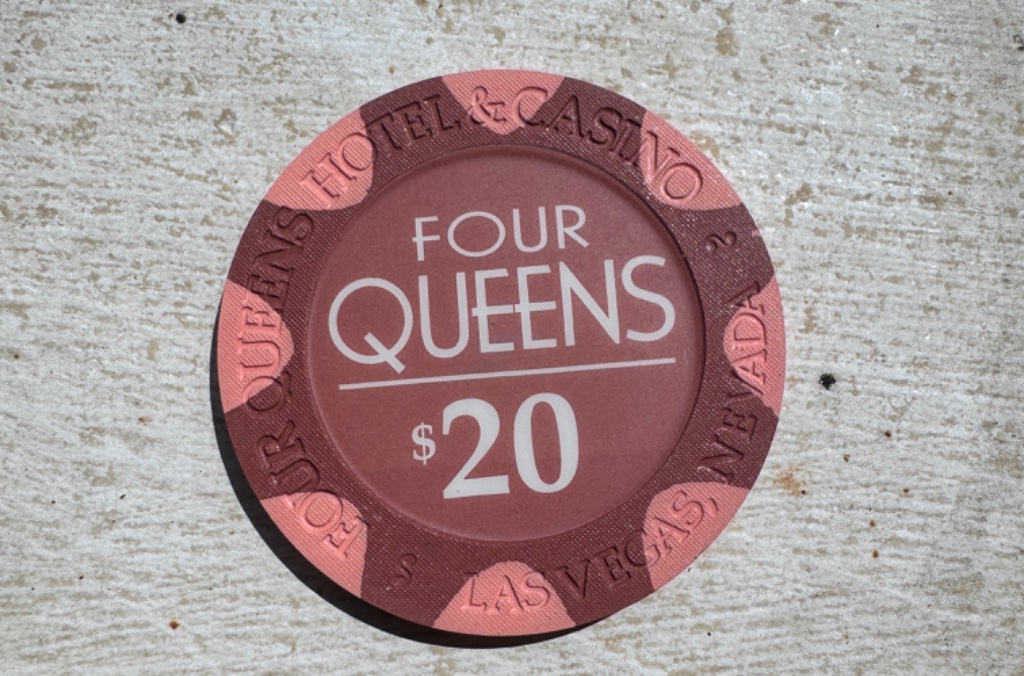 FOUR
QUEENS
$20
FOUR QUEENS HOTEL & CASINO
LAS VEGAS, NEVADA